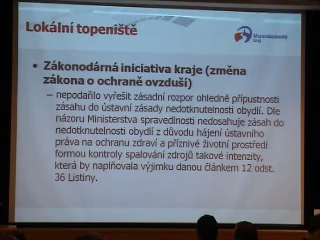 Lokální topeniště
Moravskoslezský
kraj
• Zákonodárná iniciativa kraje (změna
zákona o ochraně ovzduší)
– nepodařilo vyřešit zásadní rozpor ohledně přípustnosti
zásahu do ústavní zásady nedotknutelnosti obydlí. Dle
názoru Ministerstva spravedlnosti nedosahuje zásah do
nedotknutelnosti obydlí z důvodu hájení ústavního
práva na ochranu zdraví a příznivé životní prostředí
formou kontroly spalování zdrojů takové intenzity,
která by naplňovala výjimku danou článkem 12 odst.
36 Listiny.